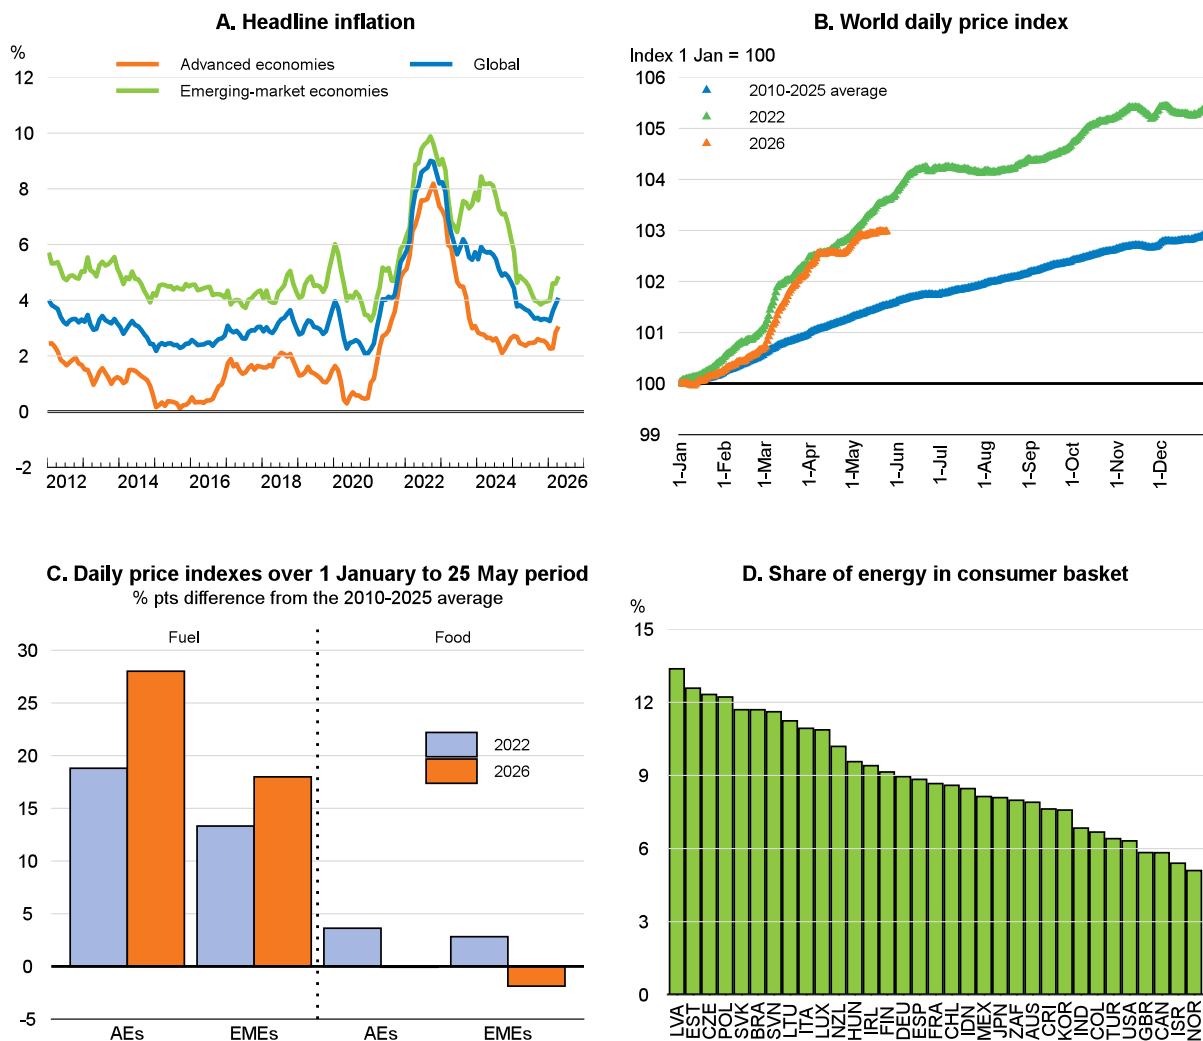 A. Headline inflation
%
Advanced economies
Global
Emerging-market economies
12
10
8
6
4
2
0
-2
2012 2014 2016 2018 2020 2022 2024 2026
B. World daily price index
Index 1 Jan = 100
2010-2025 average
2022
2026
106
105
104
103
102
101
100
99
1-Jan
1-Feb
1-Mar
1-Apr
1-May
1-Jun
1-Jul
1-Aug
1-Sep
1-Oct
1-Nov
1-Dec
C. Daily price indexes over 1 January to 25 May period
% pts difference from the 2010-2025 average
Fuel
Food
2022
2026
30
25
20
15
10
5
0
-5
AEs EMEs AEs EMEs
D. Share of energy in consumer basket
%
15
12
9
6
3
0
LVA
EST
CZE
POL
SVK
BRA
SVN
LTU
ITA
LUX
NZL
HUN
IRL
FIN
DEU
ESP
FRA
CHL
IDN
MEX
JPN
ZAF
AUS
CRI
KOR
IND
COL
TUR
USA
GBR
CAN
ISR
NOR